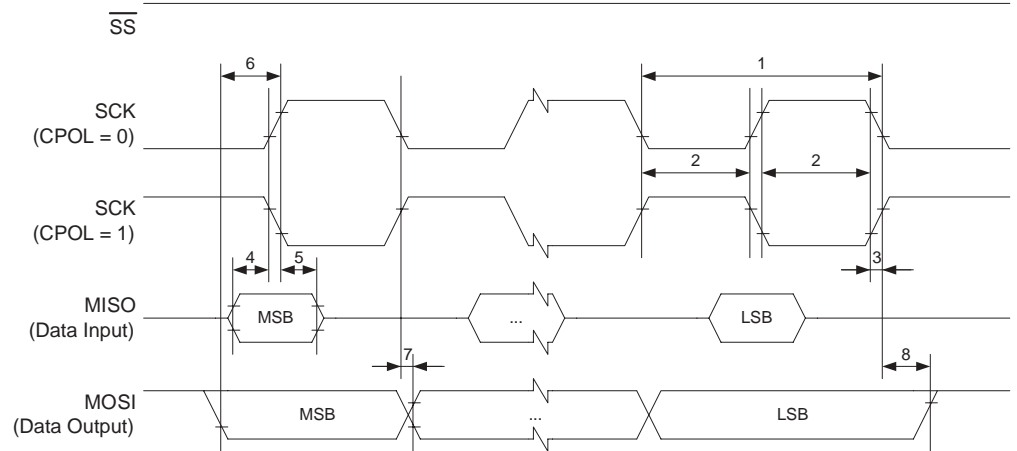 SS
6
1
SCK
(CPOL = 0)
2
2
SCK
(CPOL = 1)
4
5
3
MISO
(Data Input)
MSB
...
LSB
7
8
MOSI
(Data Output)
MSB
...
LSB